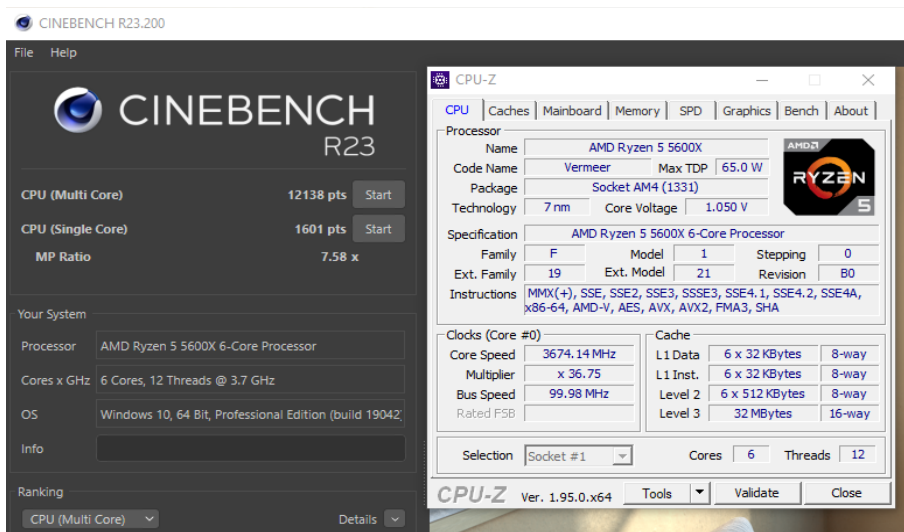 CINEBENCH R23.200
File Help
CINEBENCH
R23
CPU (Multi Core) 12138 pts Start
CPU (Single Core) 1601 pts Start
MP Ratio 7.58 x
Your System
Processor AMD Ryzen 5 5600X 6-Core Processor
Cores x GHz 6 Cores, 12 Threads @ 3.7 GHz
OS Windows 10, 64 Bit, Professional Edition (build 19042)
Info
Ranking
CPU (Multi Core) Details
CPU-Z
CPU Caches Mainboard Memory SPD Graphics Bench About
Processor
Name AMD Ryzen 5 5600X
Code Name Vermeer Max TDP 65.0 W
Package Socket AM4 (1331)
Technology 7 nm Core Voltage 1.050 V
AMD
RYZEN
5
Specification AMD Ryzen 5 5600X 6-Core Processor
Family F Model 1 Stepping 0
Ext. Family 19 Ext. Model 21 Revision B0
Instructions MMX(+), SSE, SSE2, SSE3, SSSE3, SSE4.1, SSE4.2, SSE4A,
x86-64, AMD-V, AES, AVX, AVX2, FMA3, SHA
Clocks (Core #0)
Core Speed 3674.14 MHz
Multiplier x 36.75
Bus Speed 99.98 MHz
Rated FSB
Cache
L1 Data 6 x 32 KBytes 8-way
L1 Inst. 6 x 32 KBytes 8-way
Level 2 6 x 512 KBytes 8-way
Level 3 32 MBytes 16-way
Selection Socket #1 Cores 6 Threads 12
CPU-Z Ver. 1.95.0.x64 Tools Validate Close